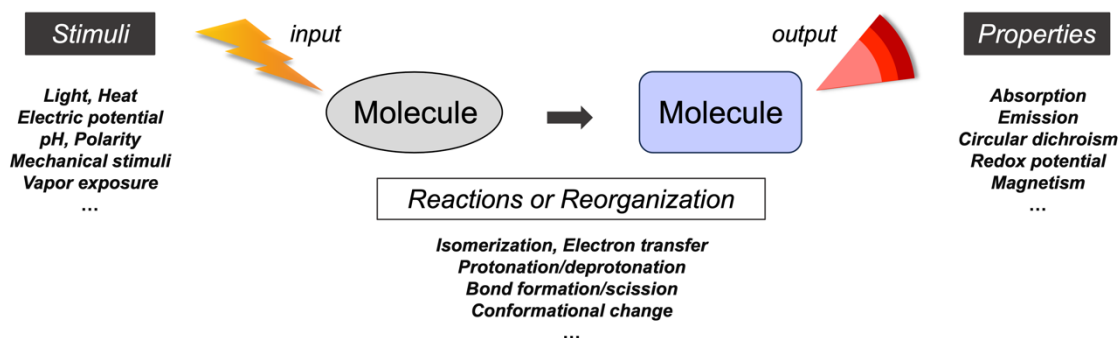 Stimuli
input
output
Properties
Molecule
Molecule
Light, Heat
Electric potential
pH, Polarity
Mechanical stimuli
Vapor exposure
...
Absorption
Emission
Circular dichroism
Redox potential
Magnetism
...
Reactions or Reorganization
Isomerization, Electron transfer
Protonation/deprotonation
Bond formation/scission
Conformational change
...